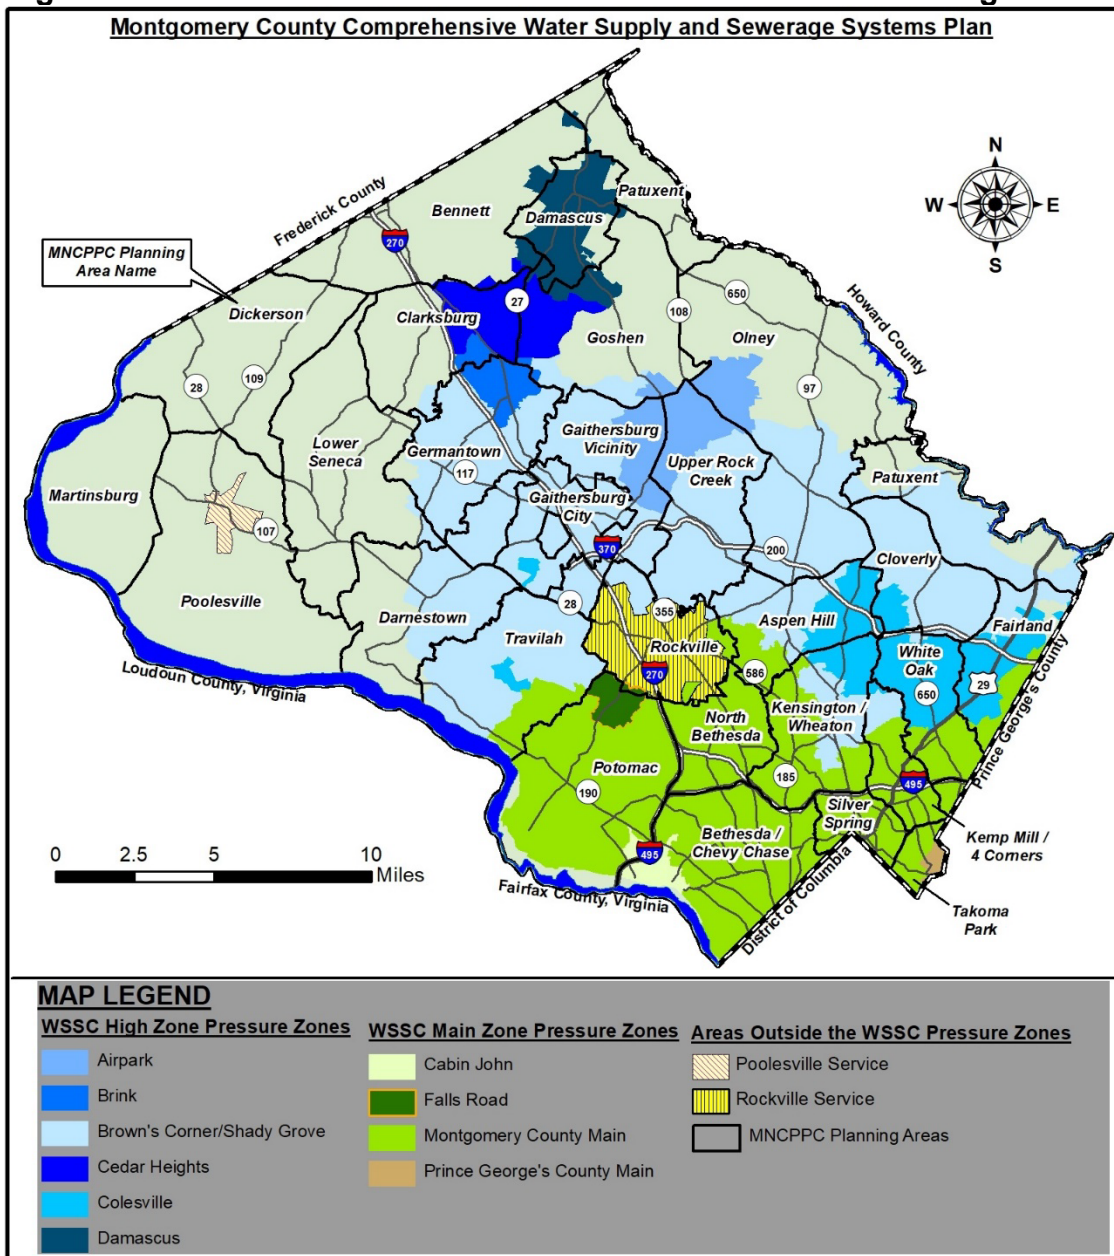 Montgomery County Comprehensive Water Supply and Sewerage Systems Plan
N
W
E
S
Frederick County
Patuxent
Bennett
Damascus
270
MNCPPC Planning
Area Name
Dickerson
Clarksburg
27
Goshen
108
650
Olney
Howard County
28
109
97
Lower
Seneca
Germantown
117
Gaithersburg
Vicinity
Upper Rock
Creek
Patuxent
Martinsburg
Gaithersburg
City
107
370
200
Cloverly
Poolesville
Darnestown
28
355
Aspen Hill
Fairland
Travilah
Rockville
White
Oak
270
586
650
29
Loudoun County, Virginia
North
Bethesda
Kensington /
Wheaton
Prince George's County
Potomac
190
185
495
Silver
Spring
Bethesda /
Chevy Chase
Kemp Mill /
4 Corners
495
0
2.5
5
10
Miles
Fairfax County, Virginia
District of Columbia
Takoma
Park
MAP LEGEND
WSSC High Zone Pressure Zones
Airpark
Brink
Brown's Corner/Shady Grove
Cedar Heights
Colesville
Damascus
WSSC Main Zone Pressure Zones
Cabin John
Falls Road
Montgomery County Main
Prince George's County Main
Areas Outside the WSSC Pressure Zones
Poolesville Service
Rockville Service
MNCPPC Planning Areas